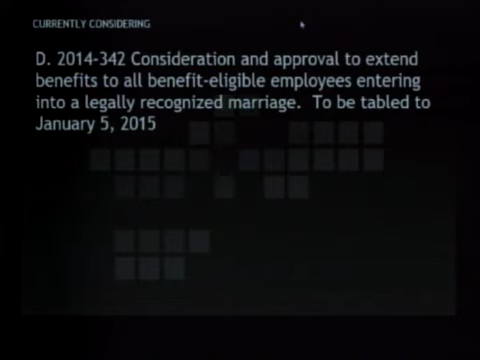 CURRENTLY CONSIDERING
D. 2014-342 Consideration and approval to extend
benefits to all benefit-eligible employees entering
into a legally recognized marriage.  To be tabled to
January 5, 2015